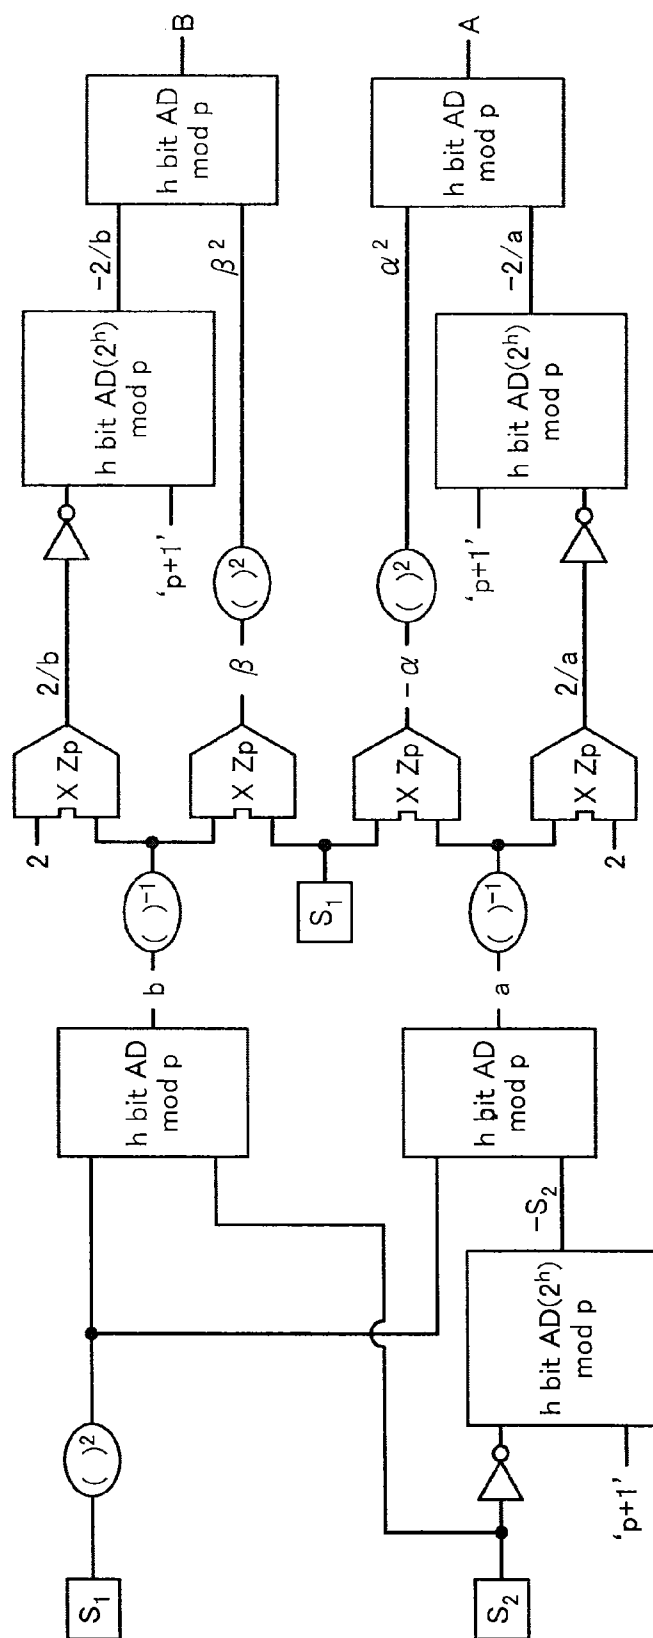 S₁
( )²
S₂
'p+1'
h bit AD(2ʰ)
mod p
-S₂
h bit AD
mod p
h bit AD
mod p
b
a
( )⁻¹
( )⁻¹
S₁
2
X Zp
X Zp
X Zp
X Zp
2
2/b
β
α
2/a
( )²
( )²
'p+1'
'p+1'
h bit AD(2ʰ)
mod p
h bit AD(2ʰ)
mod p
-2/b
β²
α²
-2/a
h bit AD
mod p
h bit AD
mod p
B
A